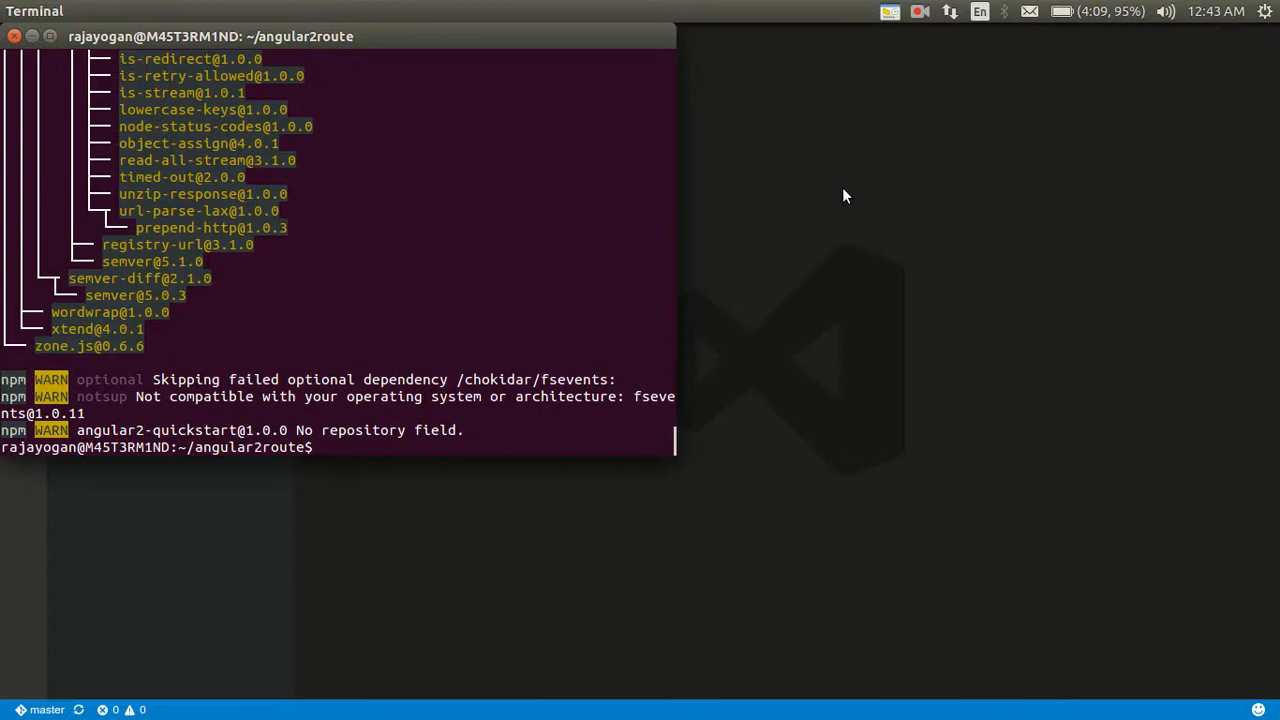 Terminal
En
(4:09, 95%)
12:43 AM
rajayogan@M45T3RM1ND: ~/angular2route
is-redirect@1.0.0
is-retry-allowed@1.0.0
is-stream@1.0.1
lowercase-keys@1.0.0
node-status-codes@1.0.0
object-assign@4.0.1
read-all-stream@3.1.0
timed-out@2.0.0
unzip-response@1.0.0
url-parse-lax@1.0.0
prepend-http@1.0.3
registry-url@3.1.0
semver@5.1.0
semver-diff@2.1.0
semver@5.0.3
wordwrap@1.0.0
xtend@4.0.1
zone.js@0.6.6
npm WARN optional Skipping failed optional dependency /chokidar/fsevents:
npm WARN notsup Not compatible with your operating system or architecture: fseve
nts@1.0.11
npm WARN angular2-quickstart@1.0.0 No repository field.
rajayogan@M45T3RM1ND:~/angular2route$
master 0 0